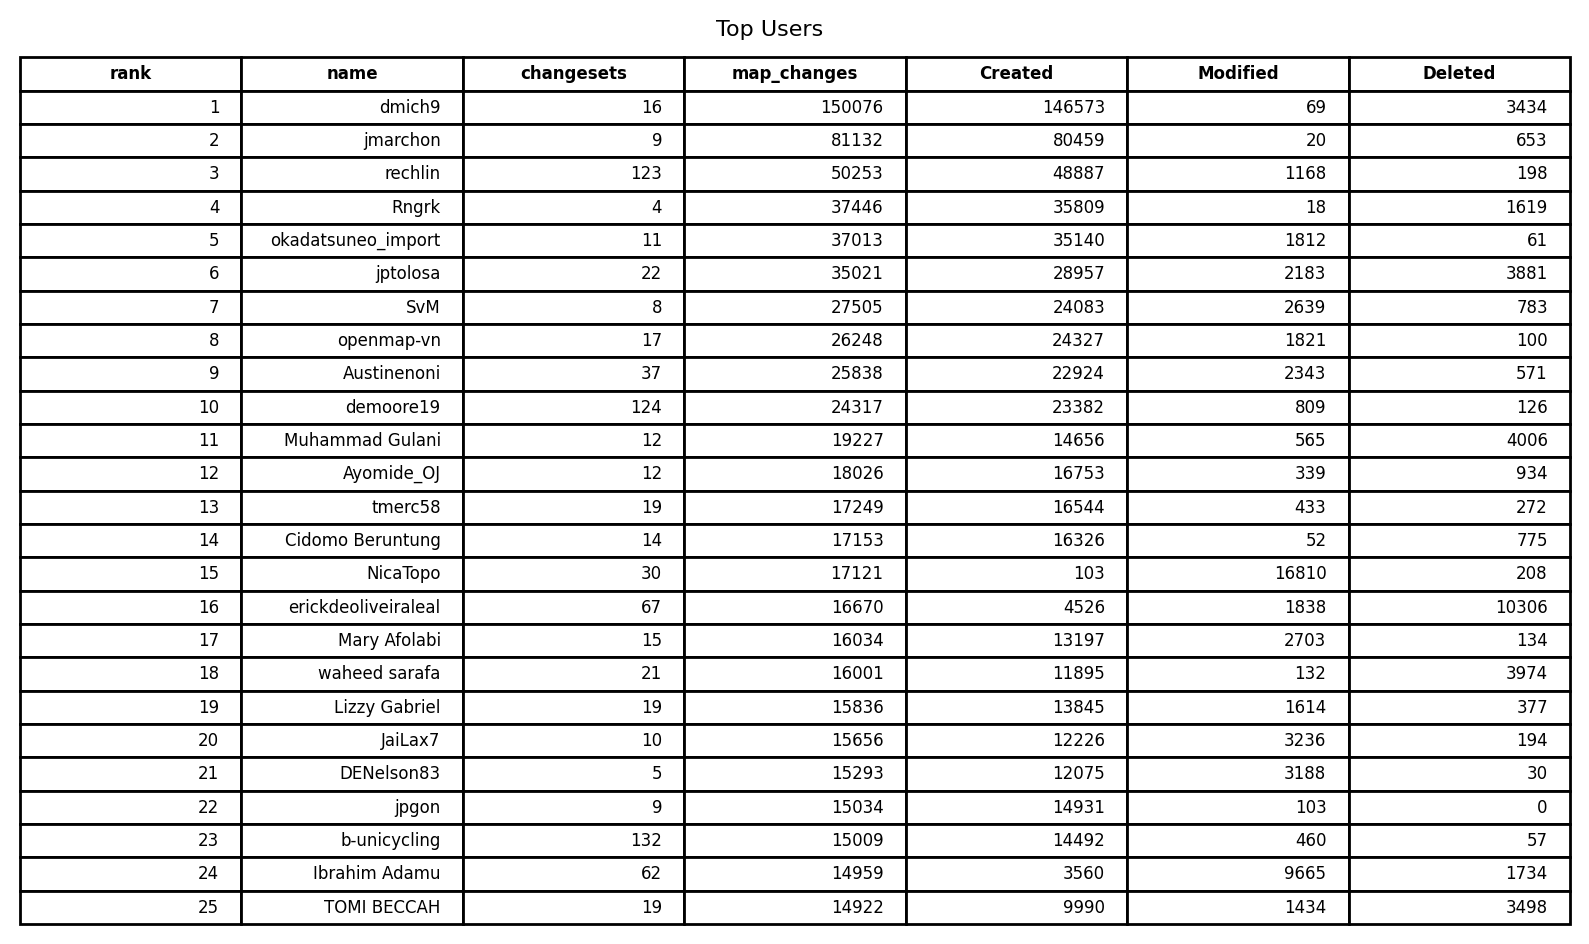 Top Users
rank name changesets map_changes Created Modified Deleted
1 dmich9 16 150076 146573 69 3434
2 jmarchon 9 81132 80459 20 653
3 rechlin 123 50253 48887 1168 198
4 Rngrk 4 37446 35809 18 1619
5 okadatsuneo_import 11 37013 35140 1812 61
6 jptolosa 22 35021 28957 2183 3881
7 SvM 8 27505 24083 2639 783
8 openmap-vn 17 26248 24327 1821 100
9 Austinenoni 37 25838 22924 2343 571
10 demoore19 124 24317 23382 809 126
11 Muhammad Gulani 12 19227 14656 565 4006
12 Ayomide_OJ 12 18026 16753 339 934
13 tmerc58 19 17249 16544 433 272
14 Cidomo Beruntung 14 17153 16326 52 775
15 NicaTopo 30 17121 103 16810 208
16 erickdeoliveiraleal 67 16670 4526 1838 10306
17 Mary Afolabi 15 16034 13197 2703 134
18 waheed sarafa 21 16001 11895 132 3974
19 Lizzy Gabriel 19 15836 13845 1614 377
20 JaiLax7 10 15656 12226 3236 194
21 DENelson83 5 15293 12075 3188 30
22 jpgon 9 15034 14931 103 0
23 b-unicycling 132 15009 14492 460 57
24 Ibrahim Adamu 62 14959 3560 9665 1734
25 TOMI BECCAH 19 14922 9990 1434 3498